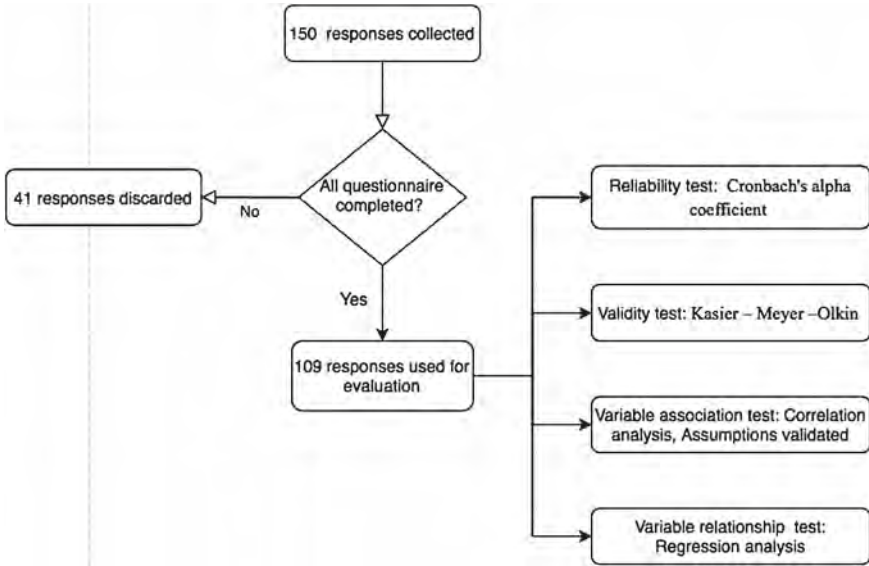 150 responses collected
All questionnaire
completed?
41 responses discarded
No
Yes
109 responses used for
evaluation
Reliability test: Cronbach's alpha
coefficient
Validity test: Kasier – Meyer –Olkin
Variable association test: Correlation
analysis, Assumptions validated
Variable relationship test:
Regression analysis